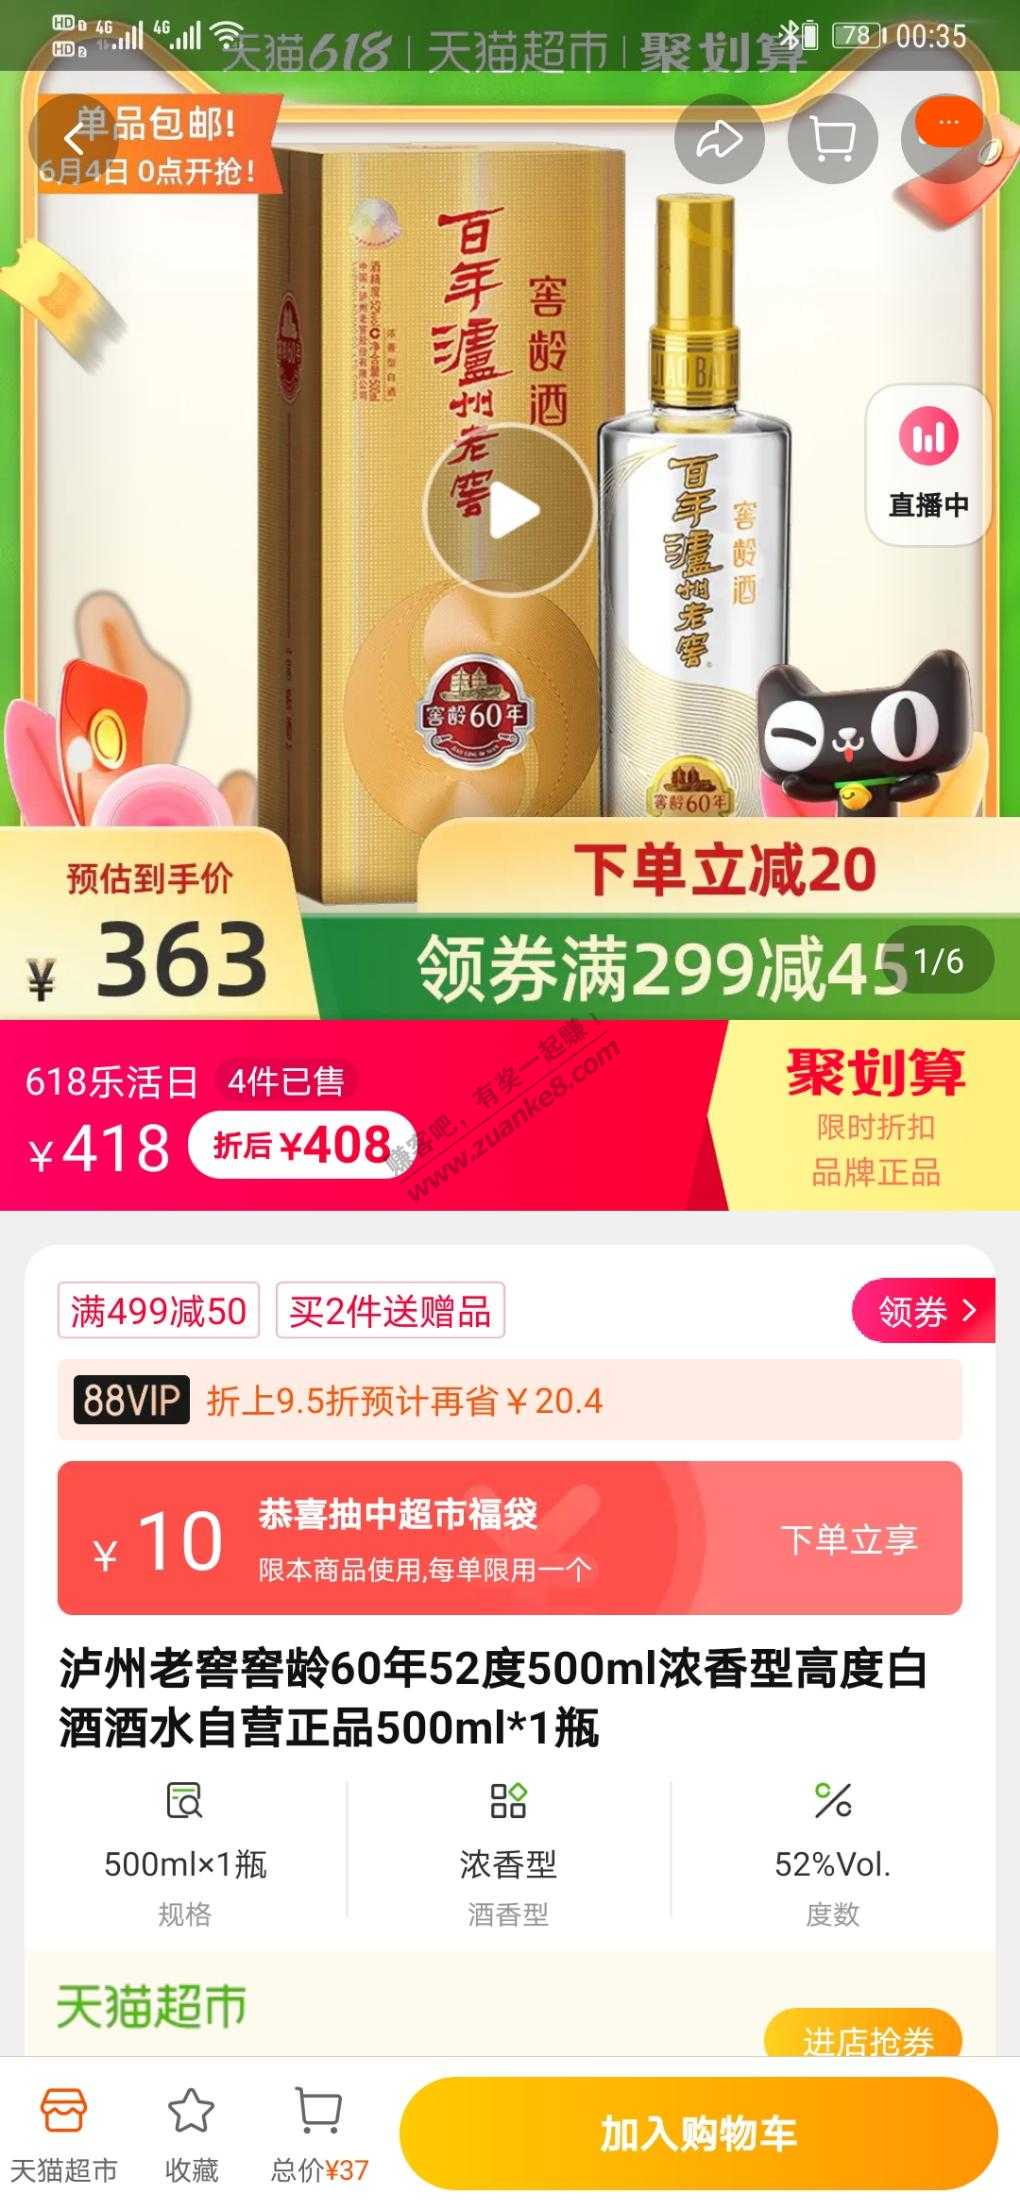 HD 1 4G 4G 78 00:35
HD 2
天猫618 | 天猫超市 | 聚划算
单品包邮!
6月4日 0点开抢!
百年泸州老窖
窖龄酒
浓香型白酒
窖龄60年
百年泸州老窖
窖龄酒
窖龄60年
直播中
预估到手价
¥ 363
下单立减20
领券满299减45
1/6
618乐活日 4件已售
¥418 折后 ¥408
聚划算
限时折扣
品牌正品
赚客吧，有奖一起赚！
www.zuanke8.com
满499减50 买2件送赠品 领券 >
88VIP 折上9.5折预计再省￥20.4
¥ 10 恭喜抽中超市福袋
限本商品使用,每单限用一个
下单立享
泸州老窖窖龄60年52度500ml浓香型高度白
酒酒水自营正品500ml*1瓶
500ml×1瓶 浓香型 52%Vol.
规格 酒香型 度数
天猫超市
进店抢券
天猫超市 收藏 总价¥37 加入购物车